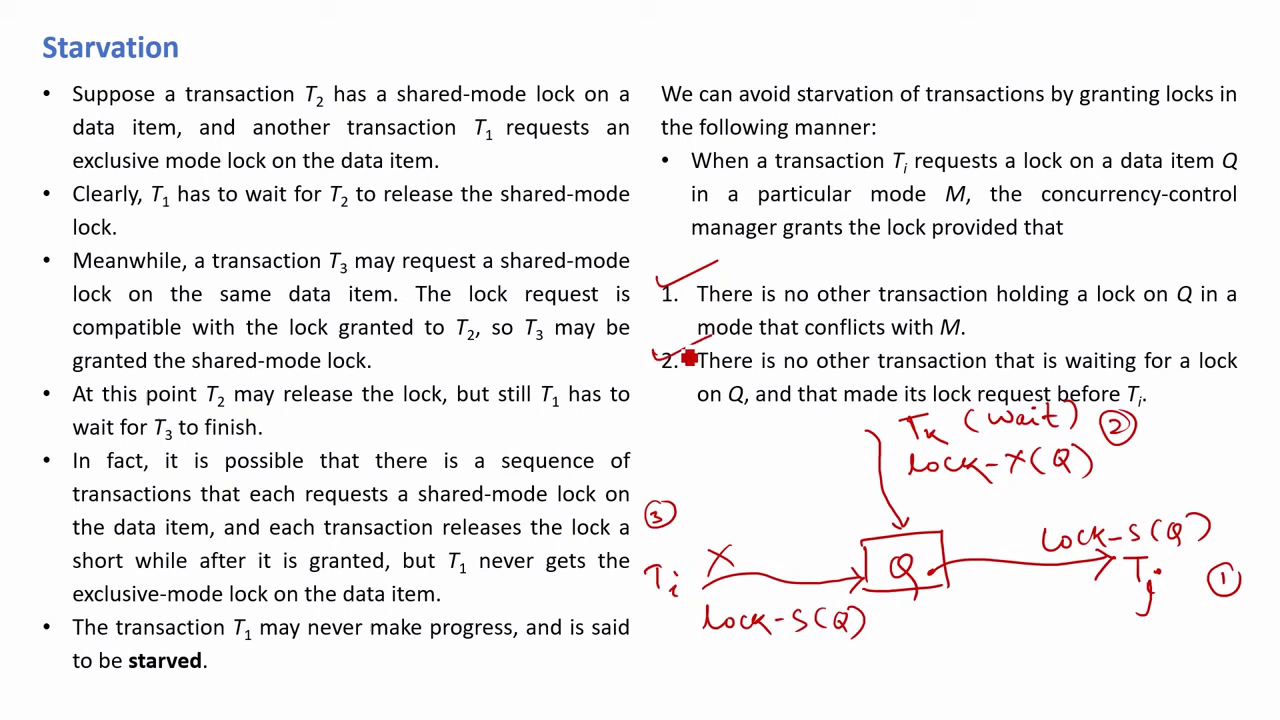 Starvation
• Suppose a transaction T2 has a shared-mode lock on a
data item, and another transaction T1 requests an
exclusive mode lock on the data item.
• Clearly, T1 has to wait for T2 to release the shared-mode
lock.
• Meanwhile, a transaction T3 may request a shared-mode
lock on the same data item. The lock request is
compatible with the lock granted to T2, so T3 may be
granted the shared-mode lock.
• At this point T2 may release the lock, but still T1 has to
wait for T3 to finish.
• In fact, it is possible that there is a sequence of
transactions that each requests a shared-mode lock on
the data item, and each transaction releases the lock a
short while after it is granted, but T1 never gets the
exclusive-mode lock on the data item.
• The transaction T1 may never make progress, and is said
to be starved.
We can avoid starvation of transactions by granting locks in
the following manner:
• When a transaction Ti requests a lock on a data item Q
in a particular mode M, the concurrency-control
manager grants the lock provided that
1. There is no other transaction holding a lock on Q in a
mode that conflicts with M.
2. There is no other transaction that is waiting for a lock
on Q, and that made its lock request before Ti.
Tk (wait) 2
lock-X(Q)
3
lock-S(Q)
Ti X Q Tj 1
lock-S(Q)